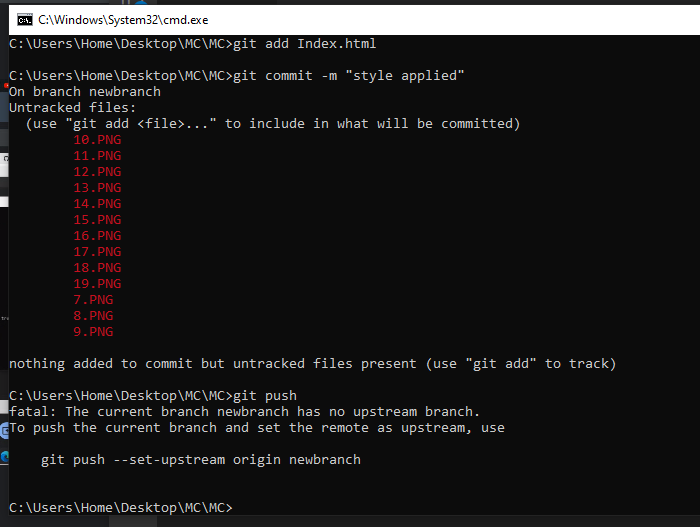 C:\Windows\System32\cmd.exe
C:\Users\Home\Desktop\MC\MC>git add Index.html
C:\Users\Home\Desktop\MC\MC>git commit -m "style applied"
On branch newbranch
Untracked files:
  (use "git add <file>..." to include in what will be committed)
        10.PNG
        11.PNG
        12.PNG
        13.PNG
        14.PNG
        15.PNG
        16.PNG
        17.PNG
        18.PNG
        19.PNG
        7.PNG
        8.PNG
        9.PNG
nothing added to commit but untracked files present (use "git add" to track)
C:\Users\Home\Desktop\MC\MC>git push
fatal: The current branch newbranch has no upstream branch.
To push the current branch and set the remote as upstream, use
    git push --set-upstream origin newbranch
C:\Users\Home\Desktop\MC\MC>